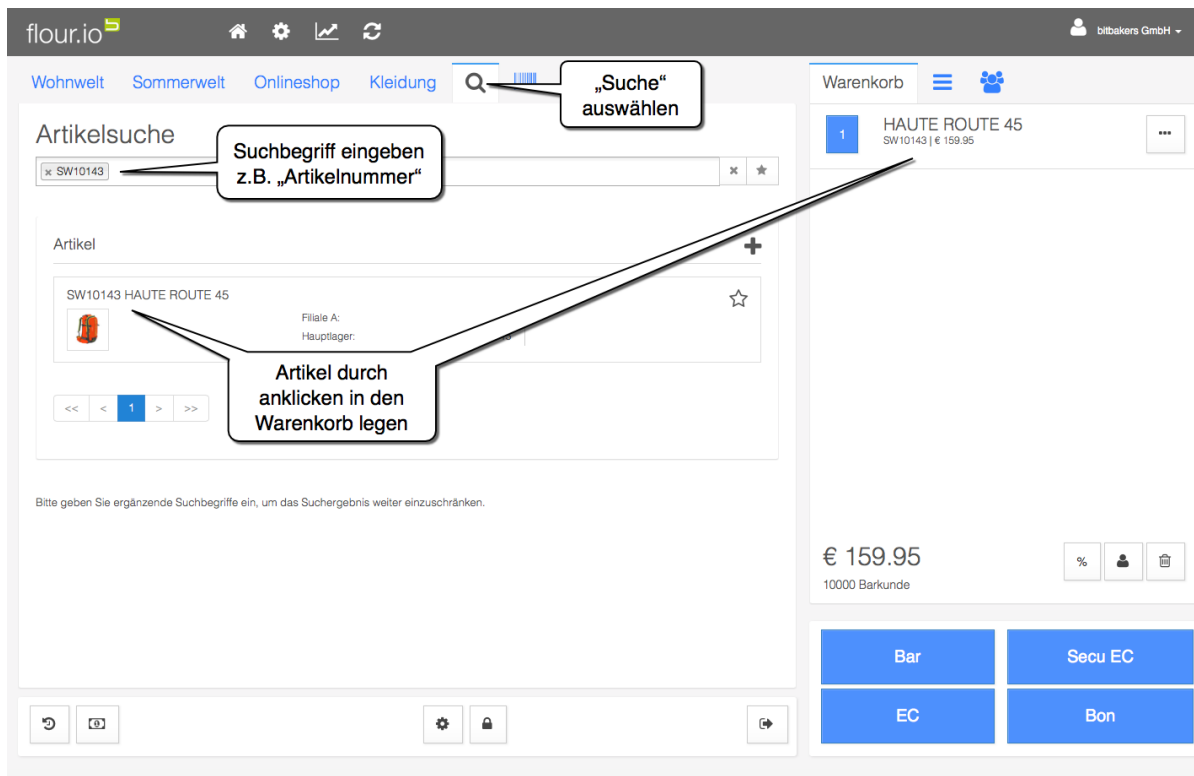 flour.io
bitbakers GmbH
Wohnwelt Sommerwelt Onlineshop Kleidung
„Suche“
auswählen
Warenkorb
Artikelsuche
Suchbegriff eingeben
z.B. „Artikelnummer“
× SW10143
1
HAUTE ROUTE 45
SW10143 | € 159.95
Artikel
SW10143 HAUTE ROUTE 45
Filiale A:
Hauptlager:
Artikel durch
anklicken in den
Warenkorb legen
<< < 1 > >>
Bitte geben Sie ergänzende Suchbegriffe ein, um das Suchergebnis weiter einzuschränken.
€ 159.95
10000 Barkunde
%
Bar Secu EC
EC Bon